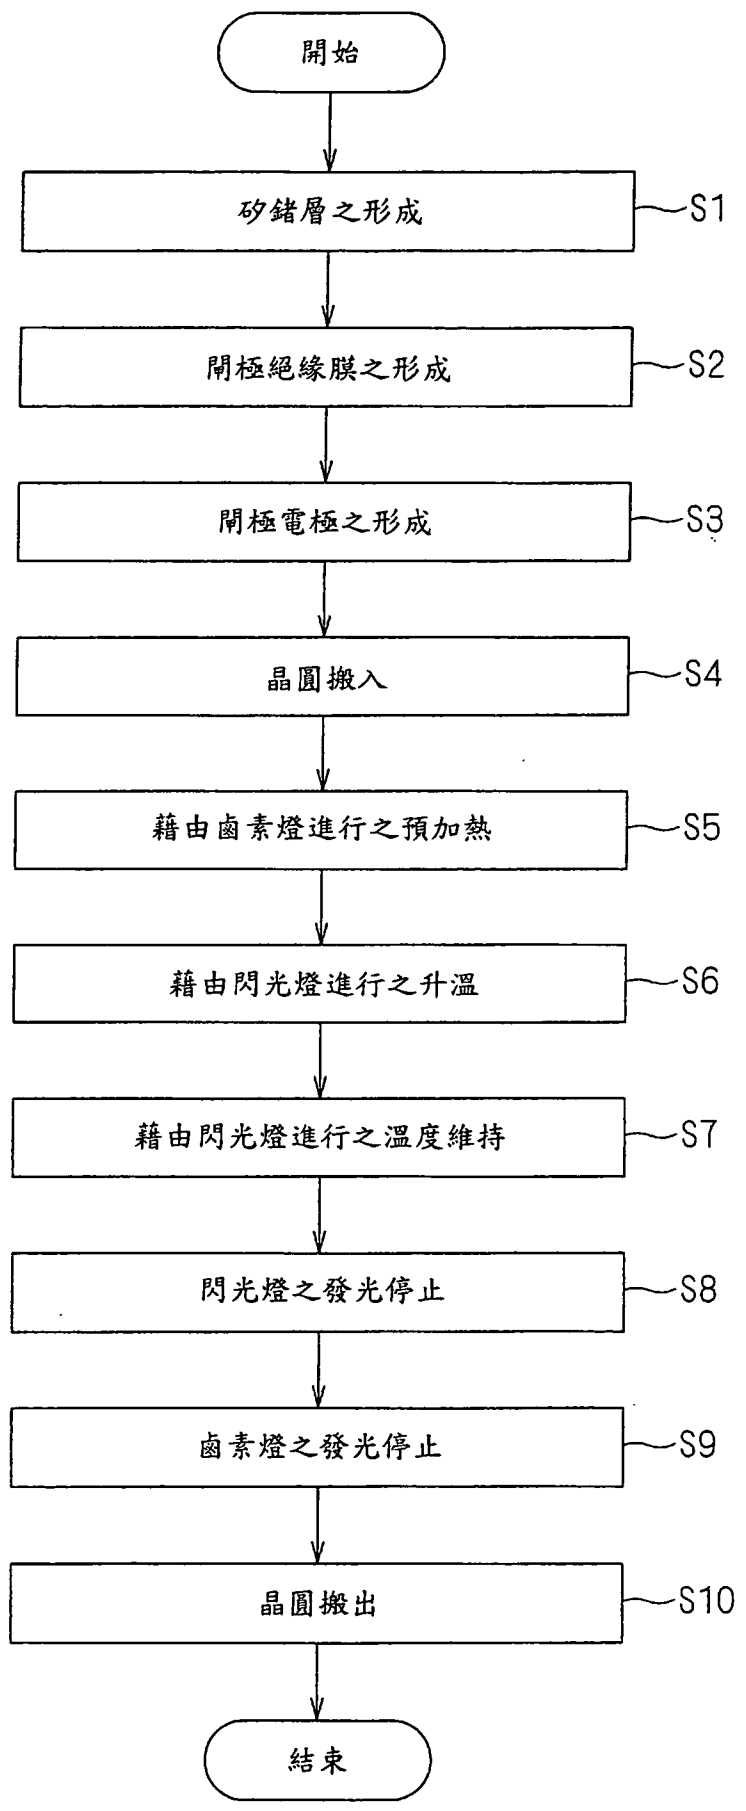 開始
矽鍺層之形成 S1
閘極絕緣膜之形成 S2
閘極電極之形成 S3
晶圓搬入 S4
藉由鹵素燈進行之預加熱 S5
藉由閃光燈進行之升溫 S6
藉由閃光燈進行之溫度維持 S7
閃光燈之發光停止 S8
鹵素燈之發光停止 S9
晶圓搬出 S10
結束